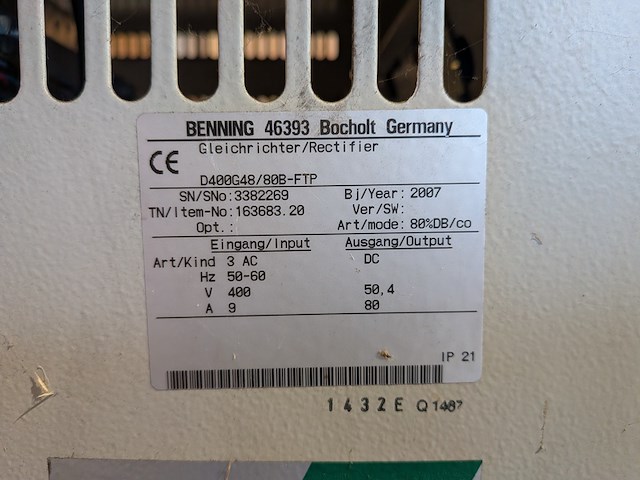 BENNING 46393 Bocholt Germany
CE Gleichrichter/Rectifier
D400G48/80B-FTP
SN/SNo: 3382269 Bj/Year: 2007
TN/Item-No: 163683.20 Ver/SW:
Opt.: Art/mode: 80%DB/co
Eingang/Input Ausgang/Output
Art/Kind 3 AC DC
Hz 50-60
V 400 50,4
A 9 80
IP 21
1432E Q1487